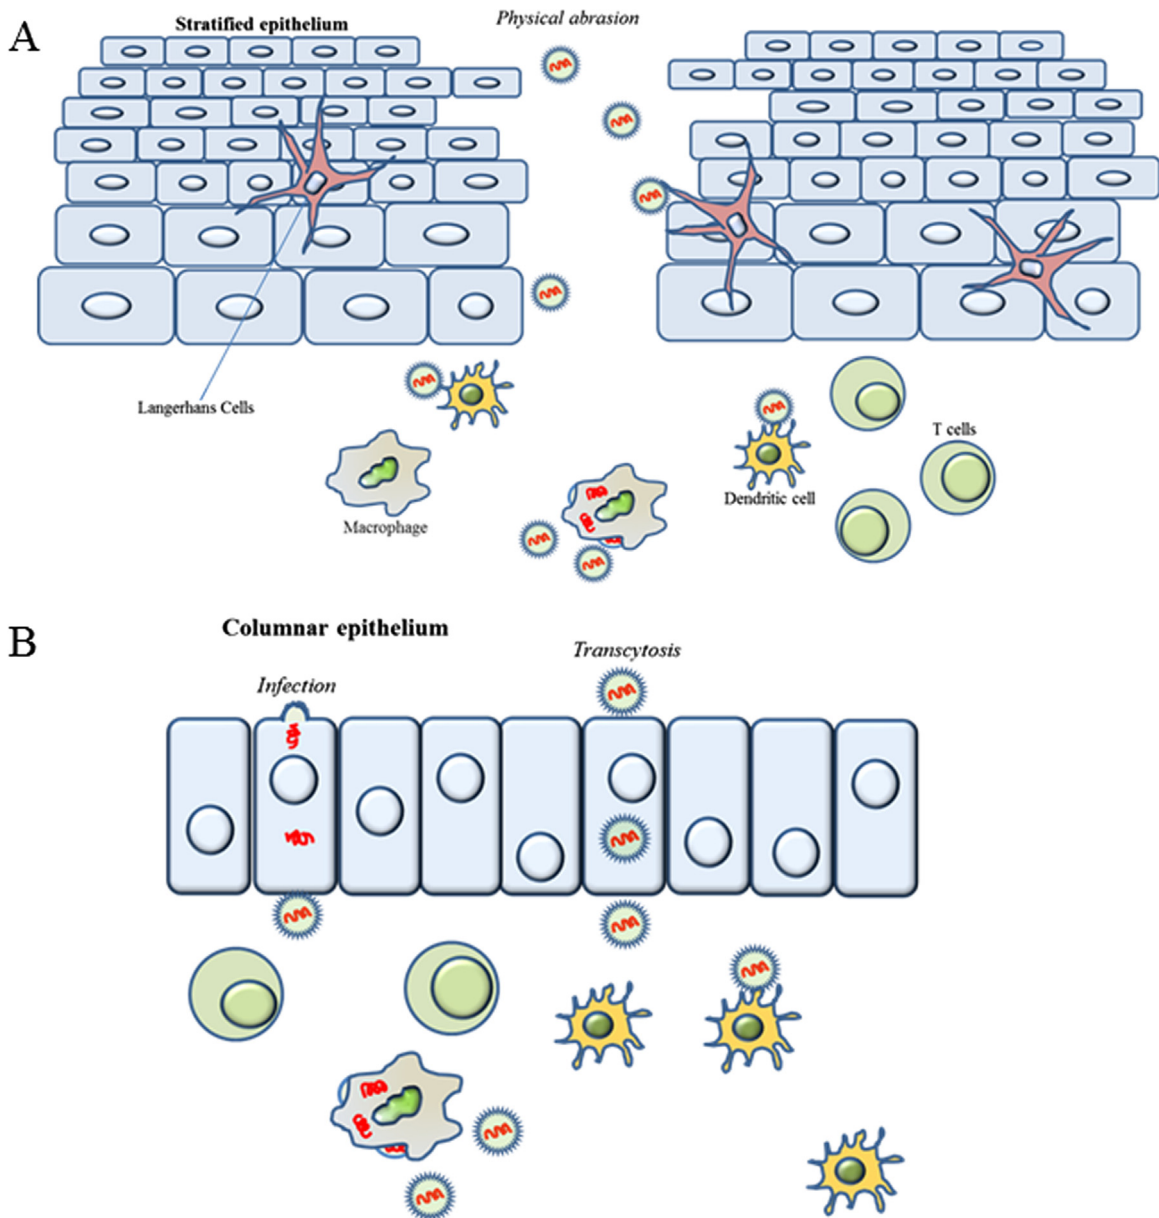 A
Stratified epithelium
Physical abrasion
Langerhans Cells
T cells
Dendritic cell
Macrophage
B
Columnar epithelium
Transcytosis
Infection